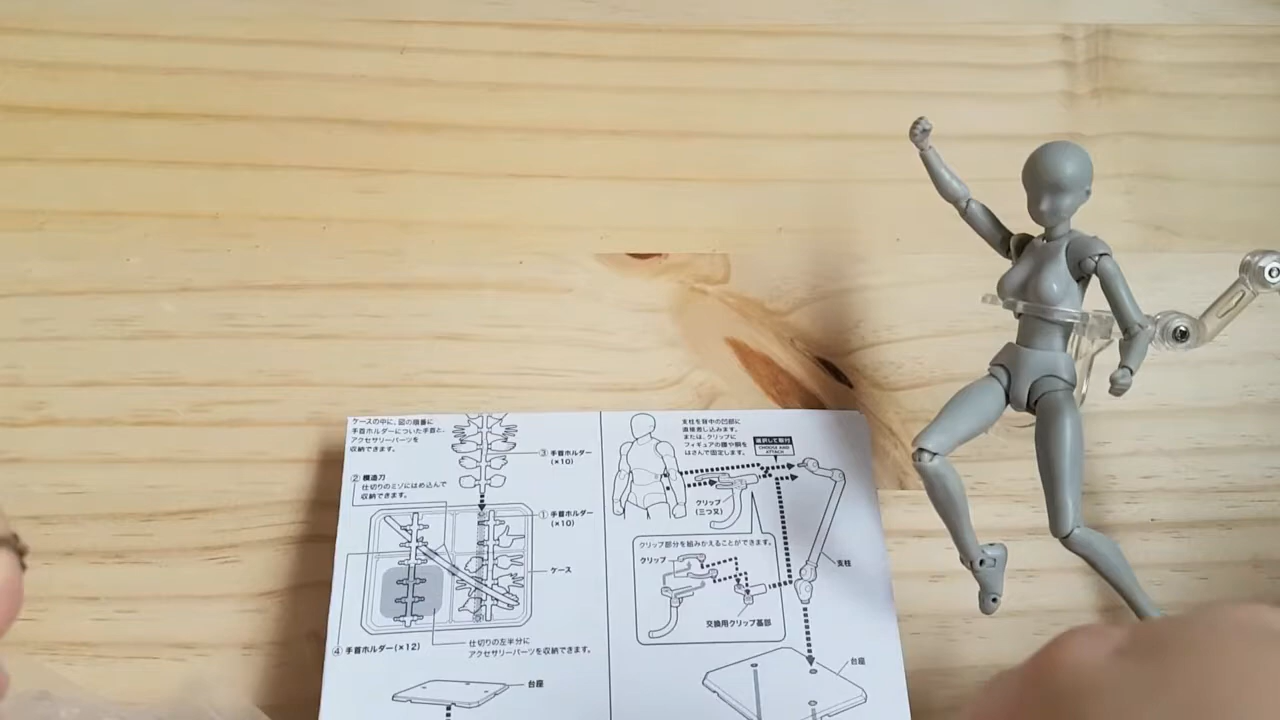 ケースの中に、図の順番に
手首ホルダーについた手首と、
アクセサリーパーツを
収納できます。
③ 手首ホルダー
(×10)
② 模造刀
仕切りのミゾにはめ込んで
収納できます。
① 手首ホルダー
(×10)
ケース
④ 手首ホルダー(×12)
仕切りの左半分に
アクセサリーパーツを収納できます。
台座
支柱を背中の凹部に
直接差し込みます。
または、クリップに
フィギュアの腰や胴を
はさんで固定します。
選択して取付
CHOOSE AND
ATTACH
クリップ
(三つ又)
クリップ部分を組みかえることができます。
クリップ
交換用クリップ基部
支柱
台座